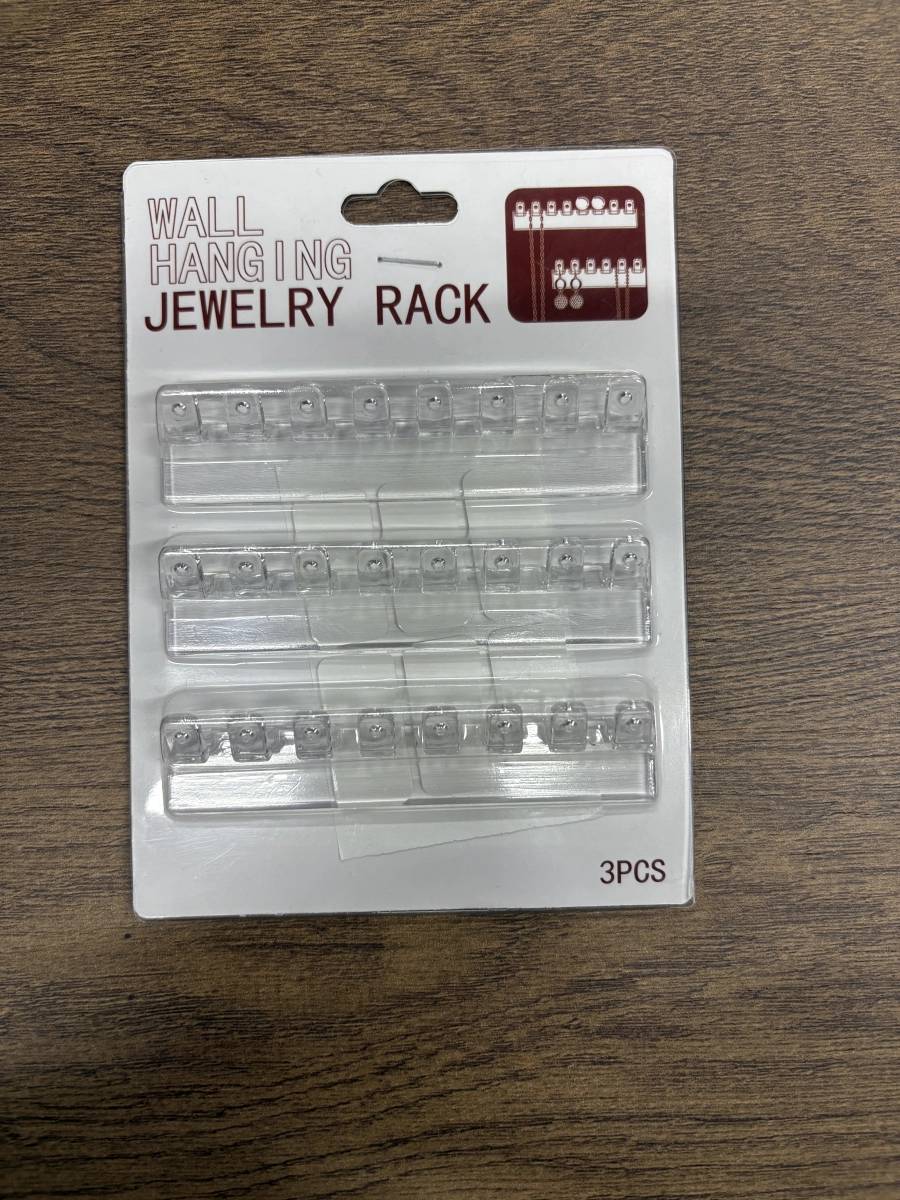 WALL
HANGING
JEWELRY RACK
3PCS